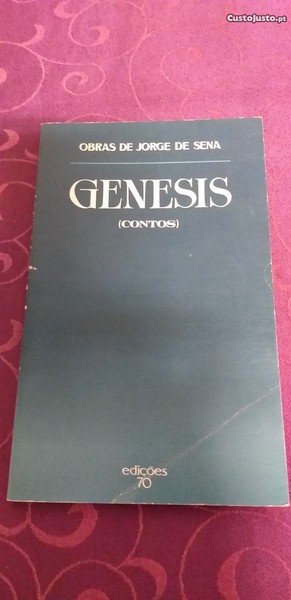 CustoJusto.pt
OBRAS DE JORGE DE SENA
GENESIS
(CONTOS)
edições
70